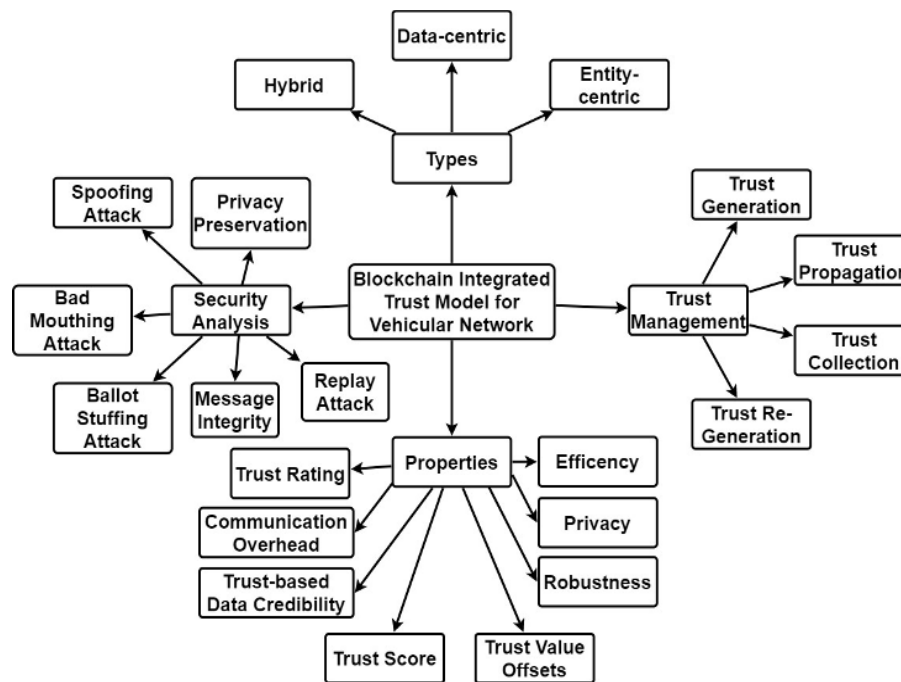 Data-centric
Hybrid
Entity-
centric
Types
Spoofing
Attack
Privacy
Preservation
Trust
Generation
Trust
Propagation
Blockchain Integrated
Trust Model for
Vehicular Network
Security
Analysis
Bad
Mouthing
Attack
Trust
Management
Trust
Collection
Ballot
Stuffing
Attack
Message
Integrity
Replay
Attack
Trust Re-
Generation
Properties
Trust Rating
Efficency
Communication
Overhead
Privacy
Trust-based
Data Credibility
Robustness
Trust Score
Trust Value
Offsets